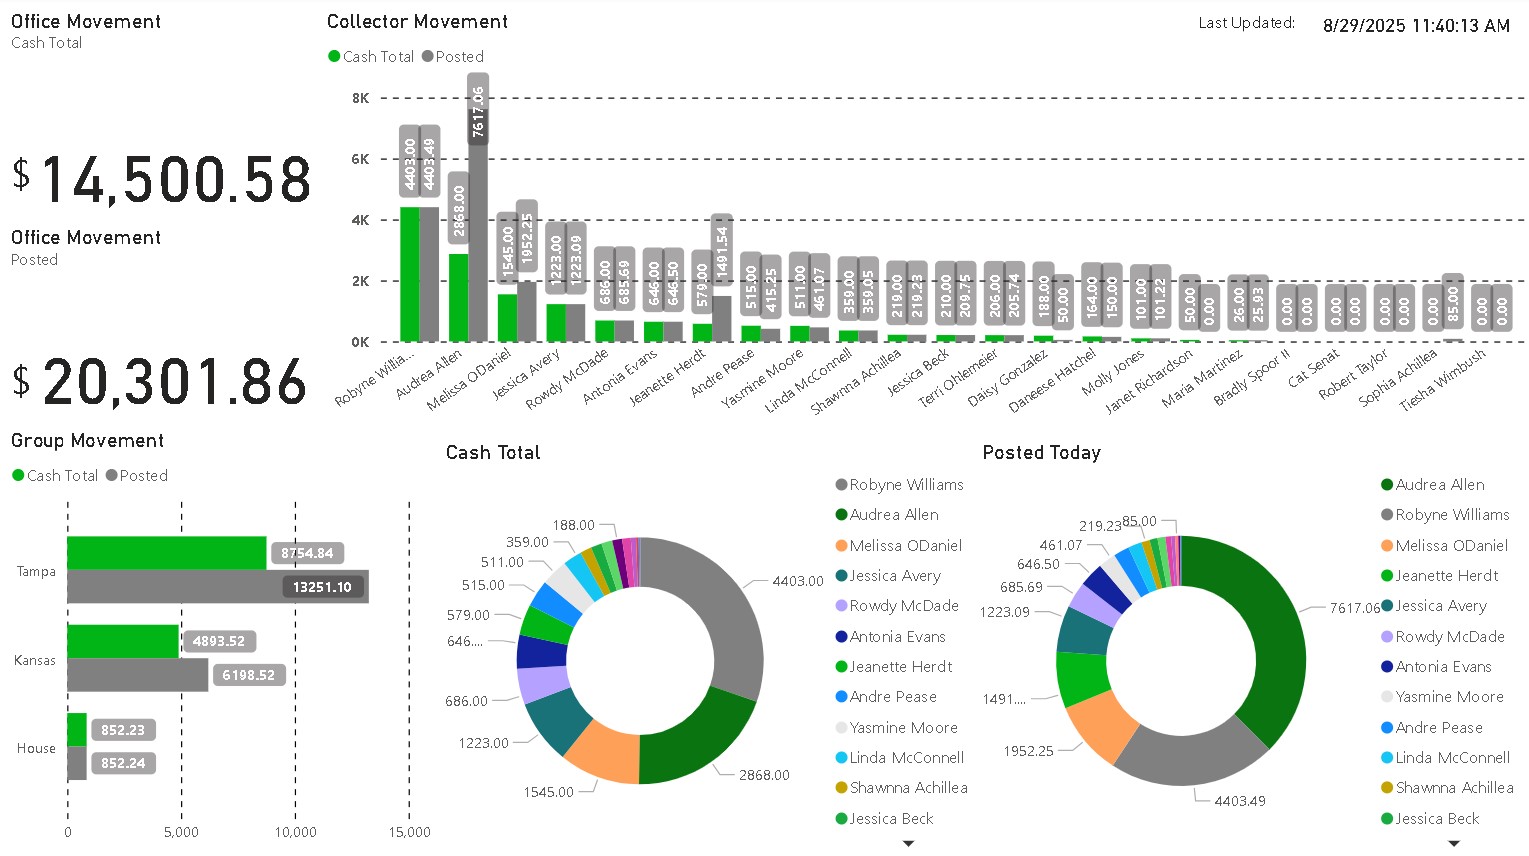 Office Movement
Cash Total
$ 14,500.58
Office Movement
Posted
$ 20,301.86
Collector Movement
Cash Total Posted
Last Updated: 8/29/2025 11:40:13 AM
8K
6K
4K
2K
0K
4403.00
4403.49
2868.00
7617.06
1545.00
1952.25
1223.00
1223.09
686.00
685.69
646.00
646.50
579.00
1491.54
515.00
415.25
511.00
461.07
359.00
359.05
219.00
219.23
210.00
209.75
206.00
205.74
188.00
50.00
164.00
150.00
101.00
101.22
50.00
0.00
26.00
25.93
0.00
0.00
0.00
0.00
0.00
0.00
0.00
85.00
0.00
0.00
Robyne Willia...
Audrea Allen
Melissa ODaniel
Jessica Avery
Rowdy McDade
Antonia Evans
Jeanette Herdt
Andre Pease
Yasmine Moore
Linda McConnell
Shawnna Achillea
Jessica Beck
Terri Ohlemeier
Daisy Gonzalez
Daneese Hatchel
Molly Jones
Janet Richardson
Maria Martinez
Bradly Spoor II
Cat Senat
Robert Taylor
Sophia Achillea
Tiesha Wimbush
Group Movement
Cash Total Posted
Tampa
8754.84
13251.10
Kansas
4893.52
6198.52
House
852.23
852.24
0 5,000 10,000 15,000
Cash Total
188.00
359.00
511.00
515.00
579.00
646....
686.00
1223.00
1545.00
2868.00
4403.00
Robyne Williams
Audrea Allen
Melissa ODaniel
Jessica Avery
Rowdy McDade
Antonia Evans
Jeanette Herdt
Andre Pease
Yasmine Moore
Linda McConnell
Shawnna Achillea
Jessica Beck
Posted Today
85.00
219.23
461.07
646.50
685.69
1223.09
1491....
1952.25
4403.49
7617.06
Audrea Allen
Robyne Williams
Melissa ODaniel
Jeanette Herdt
Jessica Avery
Rowdy McDade
Antonia Evans
Yasmine Moore
Andre Pease
Linda McConnell
Shawnna Achillea
Jessica Beck